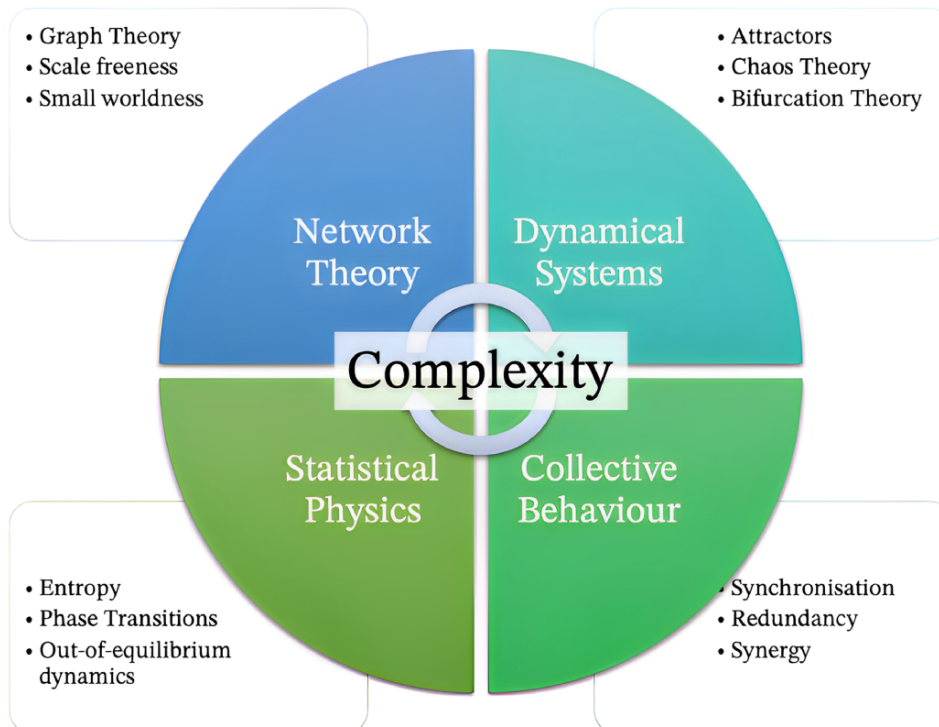 • Graph Theory
• Scale freeness
• Small worldness
• Attractors
• Chaos Theory
• Bifurcation Theory
Network
Theory
Dynamical
Systems
Complexity
Statistical
Physics
Collective
Behaviour
• Entropy
• Phase Transitions
• Out-of-equilibrium
dynamics
• Synchronisation
• Redundancy
• Synergy